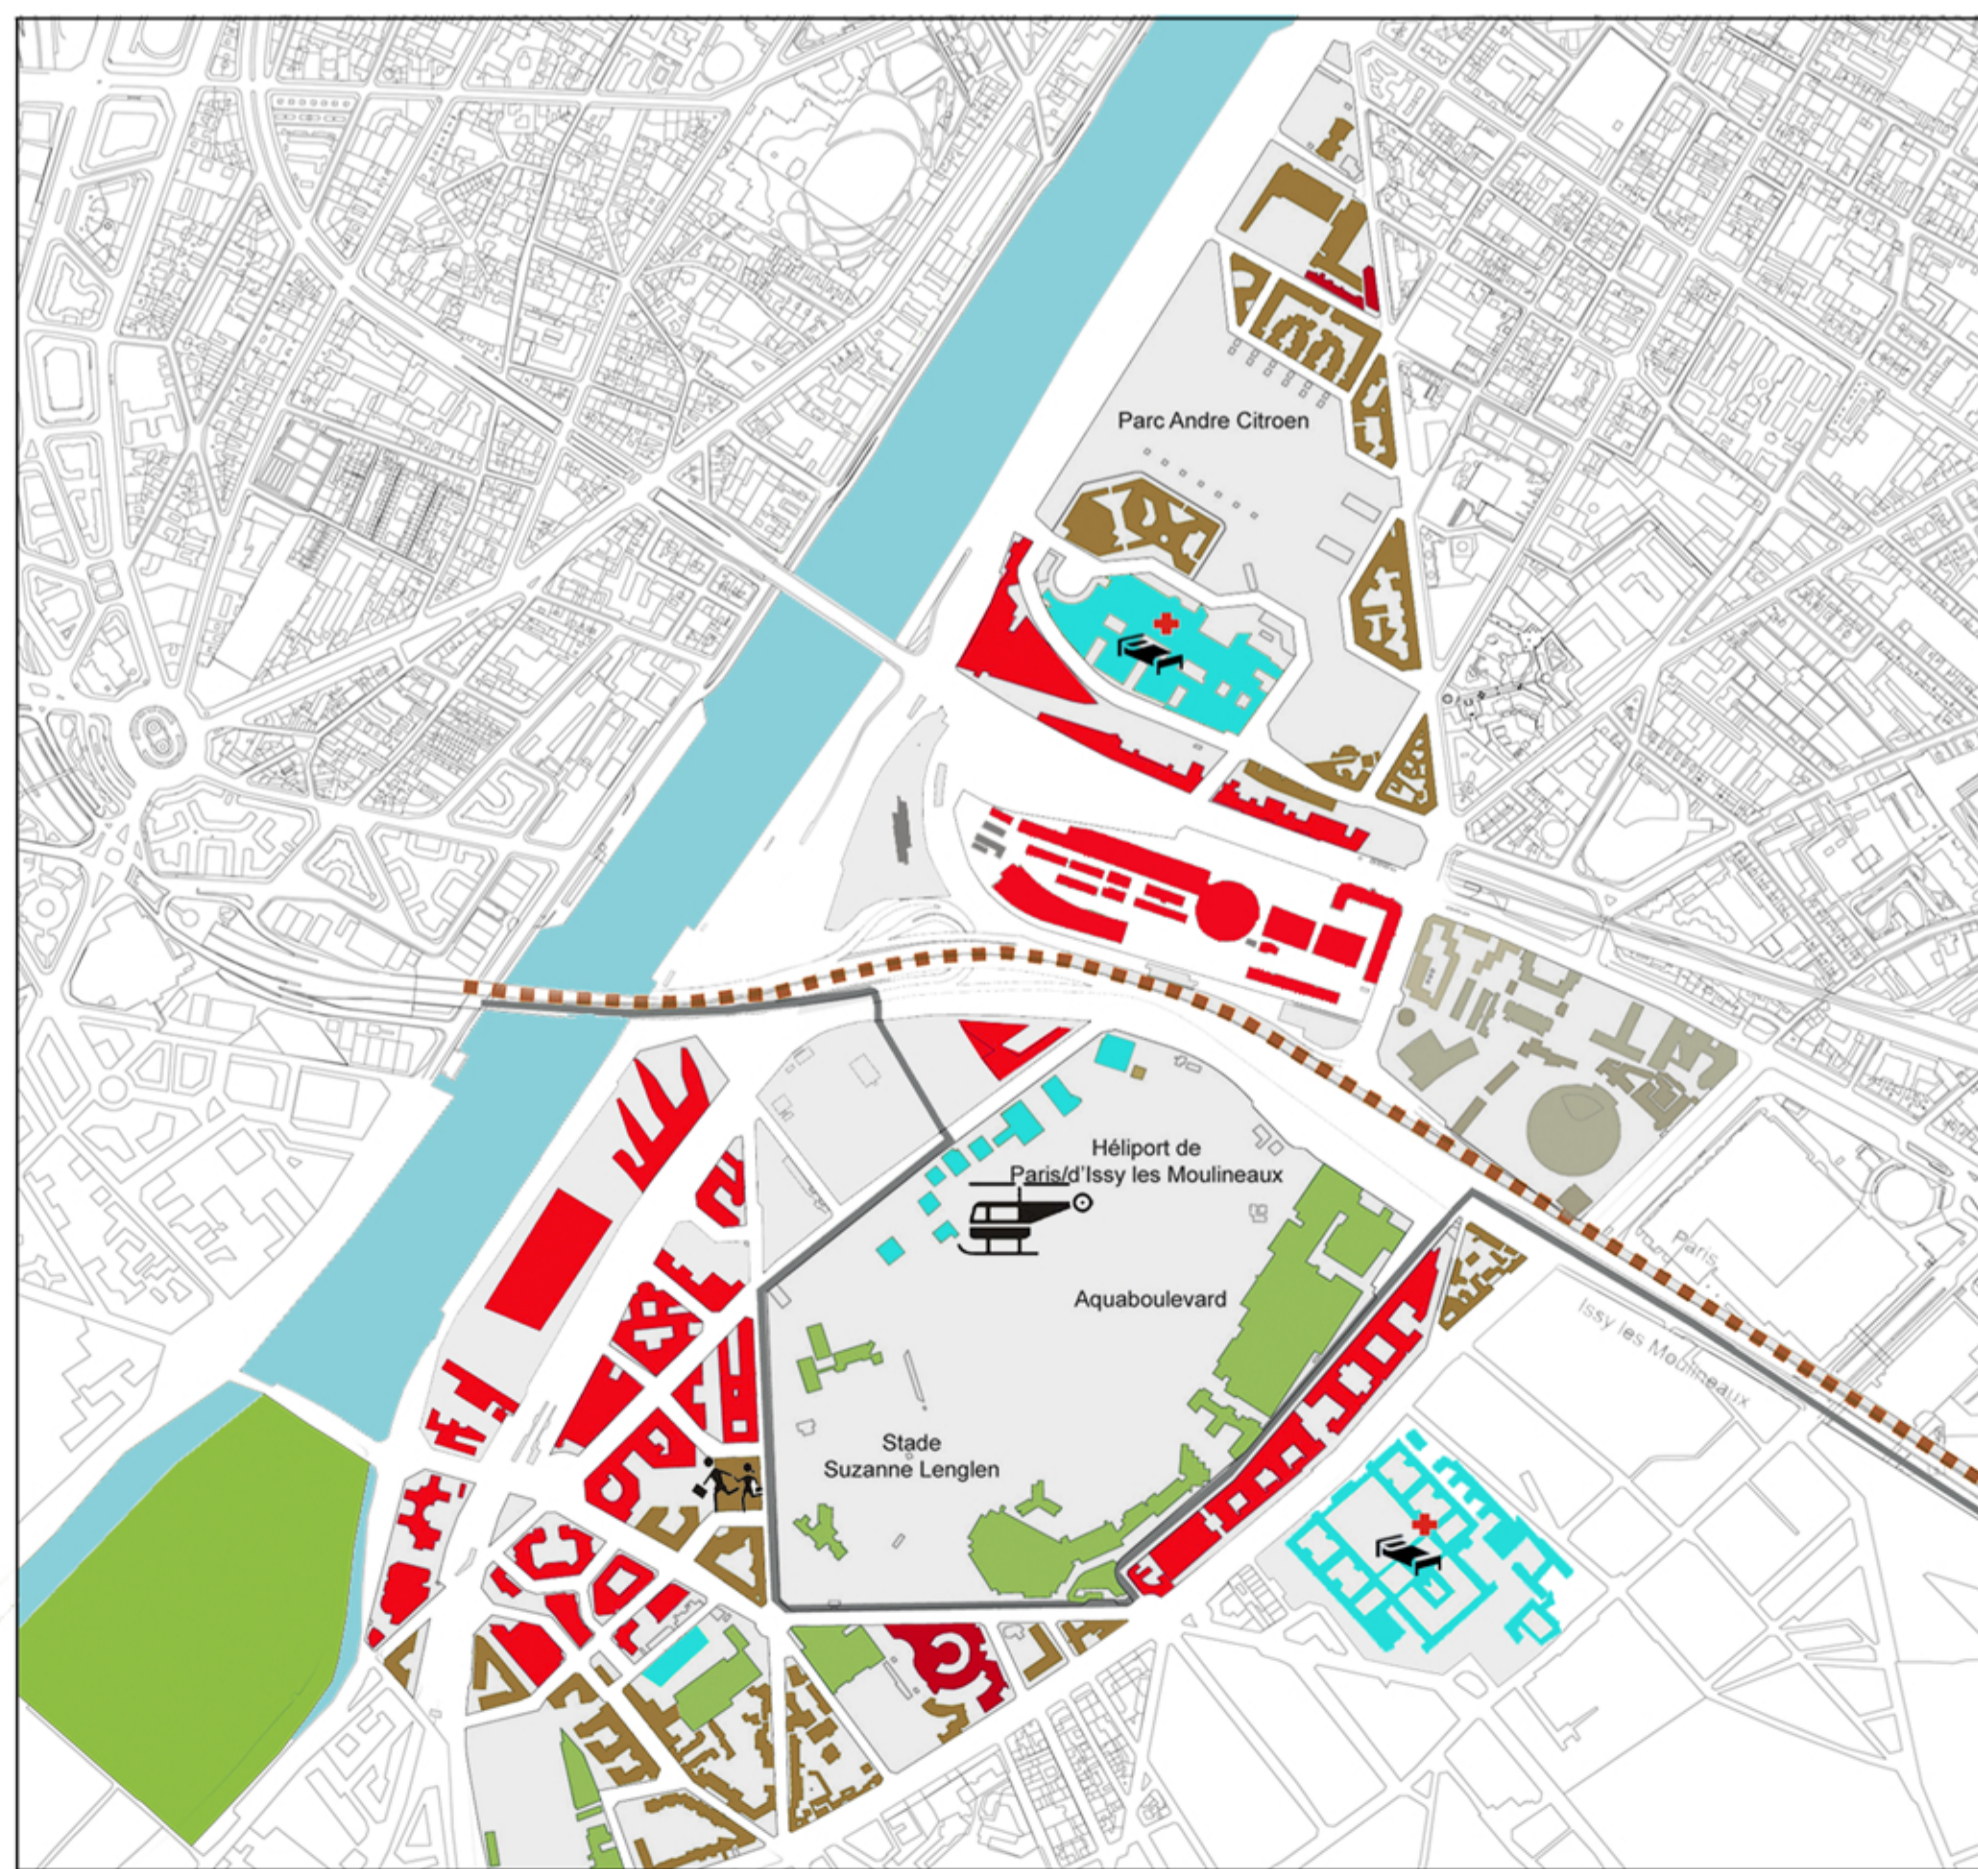 Parc Andre Citroen
Héliport de
Paris/d'Issy les Moulineaux
Aquaboulevard
Paris
Issy les Moulineaux
Stade
Suzanne Lenglen